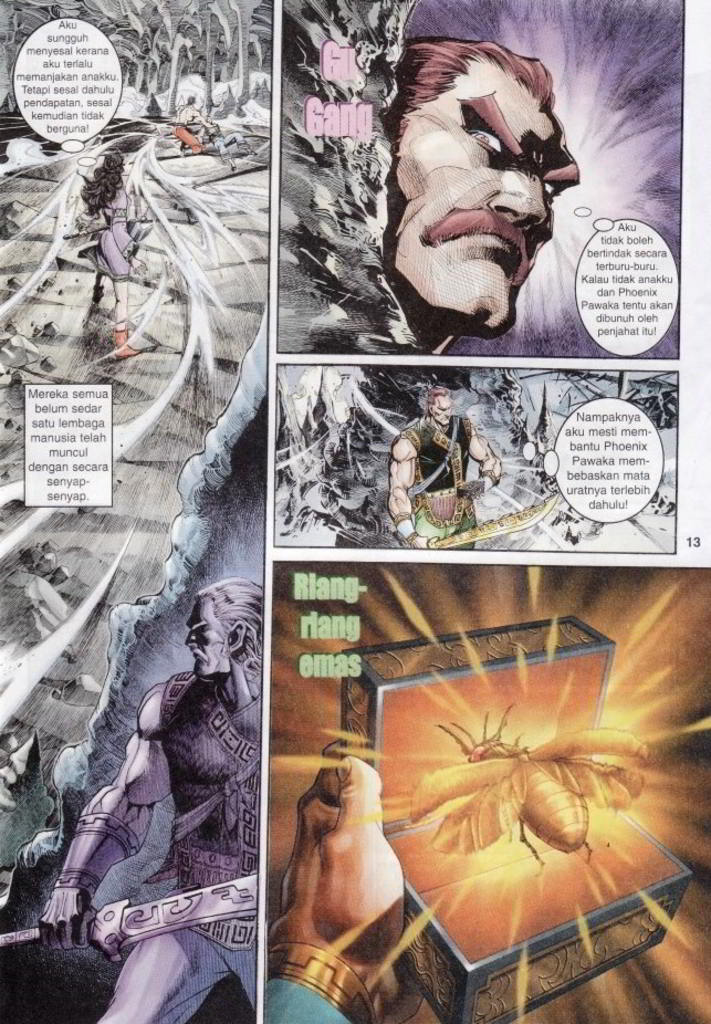 Aku
sungguh
menyesal kerana
aku terlalu
memanjakan anakku.
Tetapi sesal dahulu
pendapatan, sesal
kemudian tidak
berguna!
Mereka semua
belum sedar
satu lembaga
manusia telah
muncul
dengan secara
senyap-
senyap.
Gu
Gang
Aku
tidak boleh
bertindak secara
terburu-buru.
Kalau tidak anakku
dan Phoenix
Pawaka tentu akan
dibunuh oleh
penjahat itu!
Nampaknya
aku mesti mem-
bantu Phoenix
Pawaka mem-
bebaskan mata
uratnya terlebih
dahulu!
13
Riang-
riang
emas